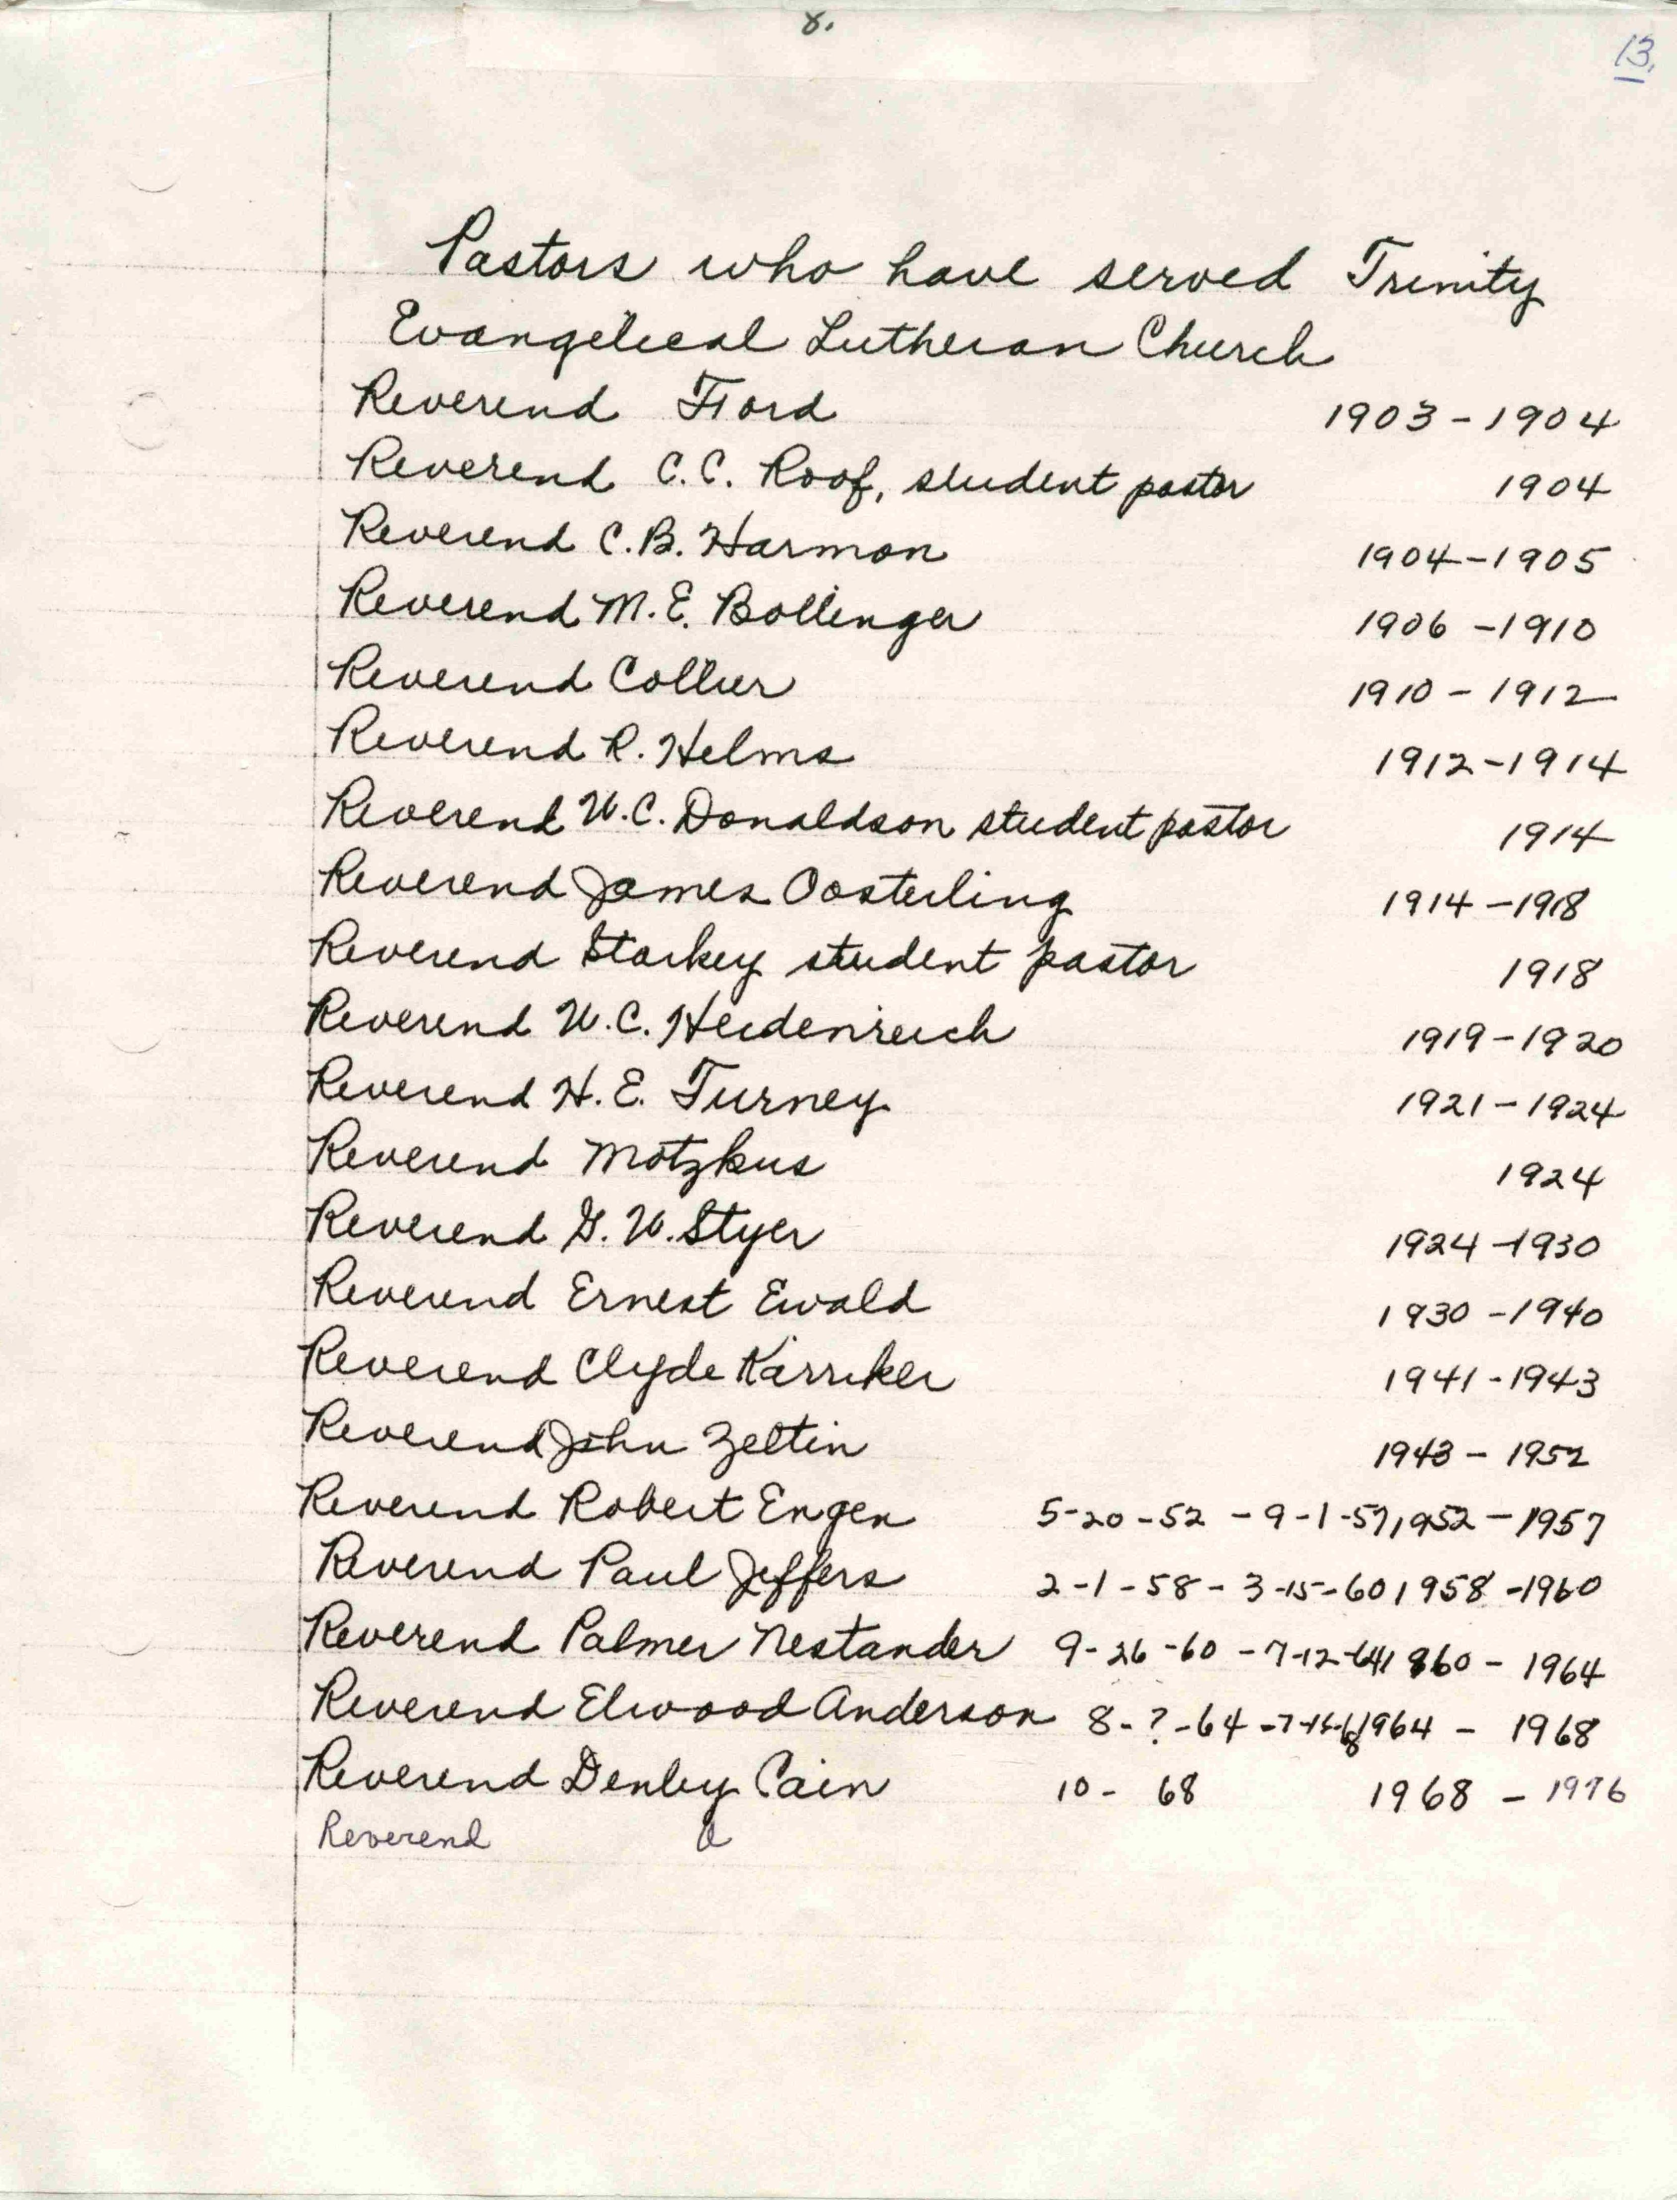 8.
13.
Pastors who have served Trinity
Evangelical Lutheran Church
Reverend Ford 1903 - 1904
Reverend C.C. Roof, student pastor 1904
Reverend C.B. Harmon 1904 - 1905
Reverend M.E. Bollinger 1906 - 1910
Reverend Collier 1910 - 1912
Reverend R. Helms 1912 - 1914
Reverend W.C. Donaldson student pastor 1914
Reverend James Oosterling 1914 - 1918
Reverend Starkey student pastor 1918
Reverend W.C. Heidenreich 1919 - 1920
Reverend H.E. Turney 1921 - 1924
Reverend Motzkus 1924
Reverend G.W. Styer 1924 - 1930
Reverend Ernest Ewald 1930 - 1940
Reverend Clyde Karriker 1941 - 1943
Reverend John Zeltin 1943 - 1952
Reverend Robert Engen 5-20-52 - 9-1-57 1952 - 1957
Reverend Paul Jeffers 2-1-58 - 3-15-60 1958 - 1960
Reverend Palmer Nestander 9-26-60 - 7-12-64 1960 - 1964
Reverend Elwood Anderson 8-?-64 1964 - 1968
Reverend Denley Cain 10- 68 1968 - 1976
Reverend